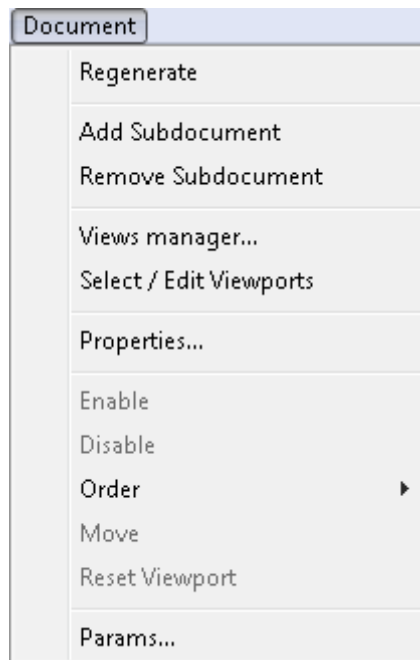 Document
Regenerate
Add Subdocument
Remove Subdocument
Views manager...
Select / Edit Viewports
Properties...
Enable
Disable
Order
Move
Reset Viewport
Params...